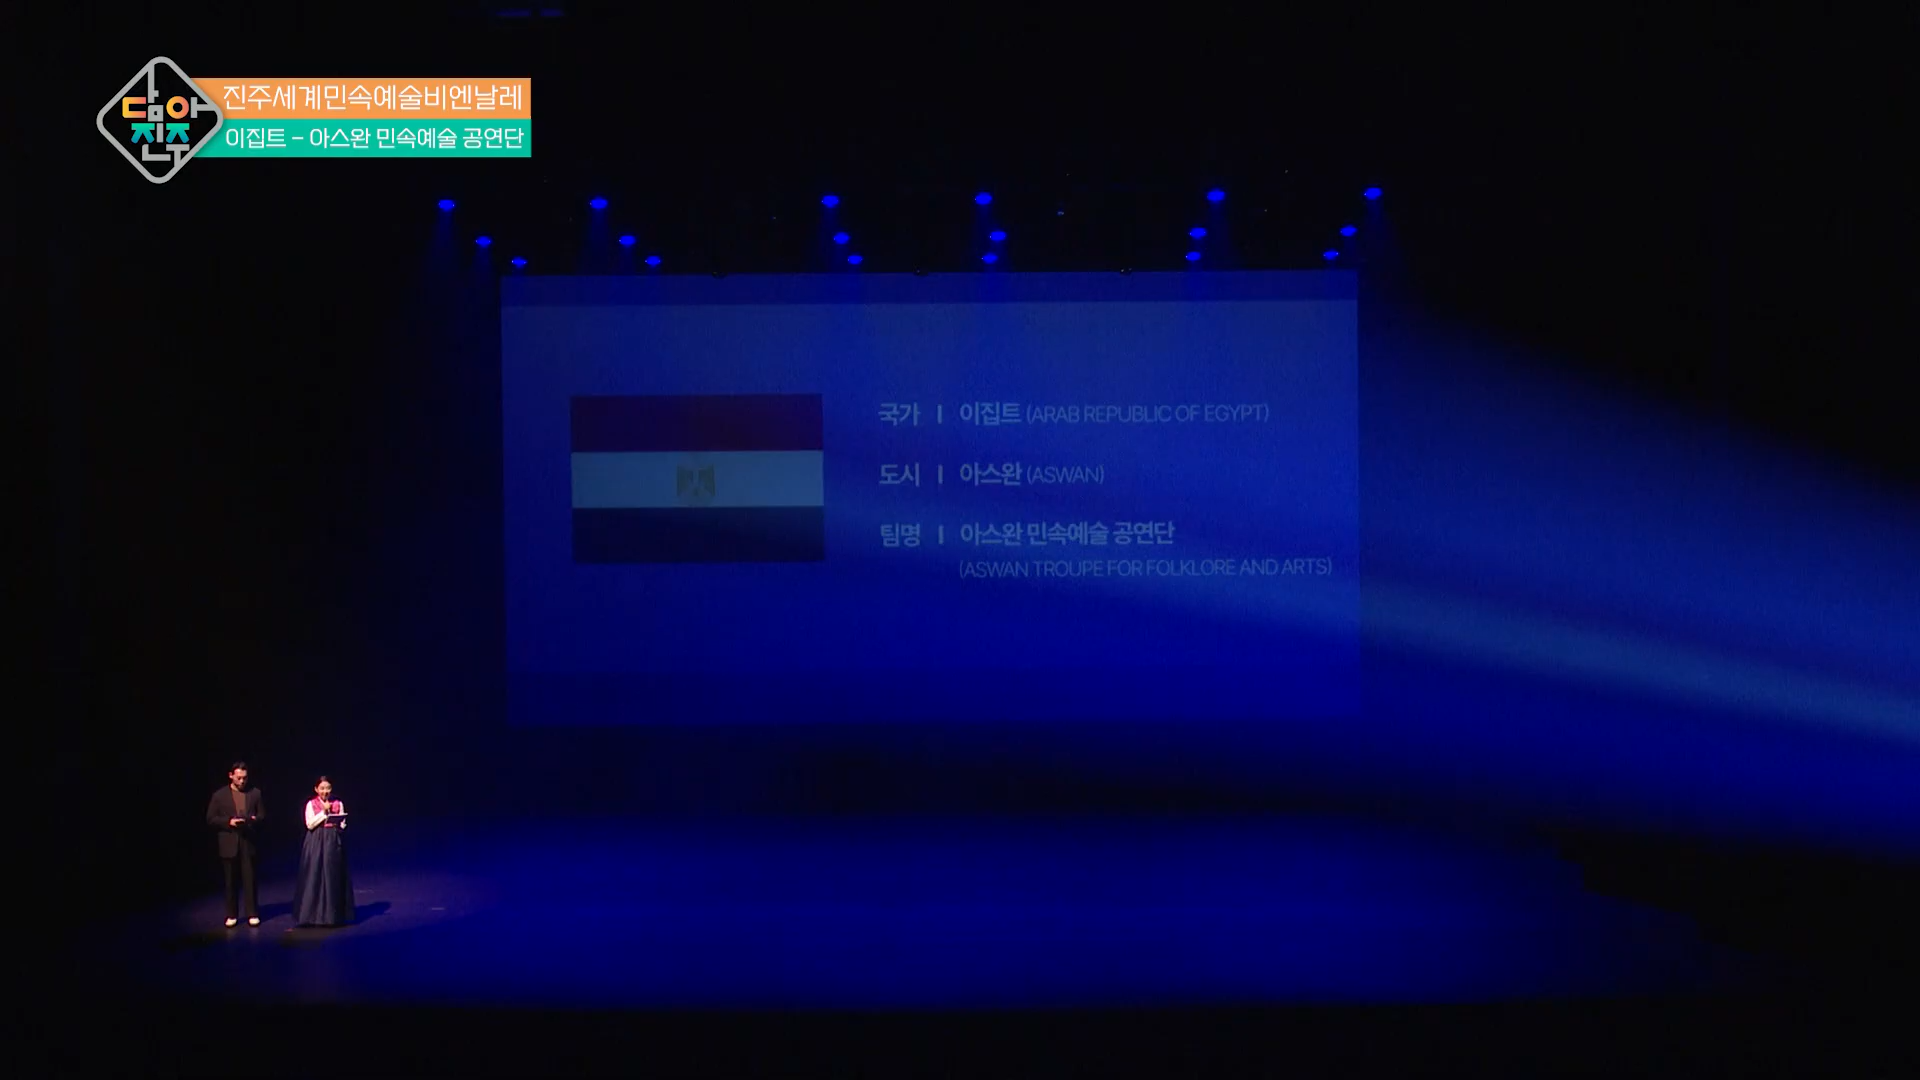 담아
진주
진주세계민속예술비엔날레
이집트 – 아스완 민속예술 공연단
국가 | 이집트 (ARAB REPUBLIC OF EGYPT)
도시 | 아스완 (ASWAN)
팀명 | 아스완 민속예술 공연단
(ASWAN TROUPE FOR FOLKLORE AND ARTS)